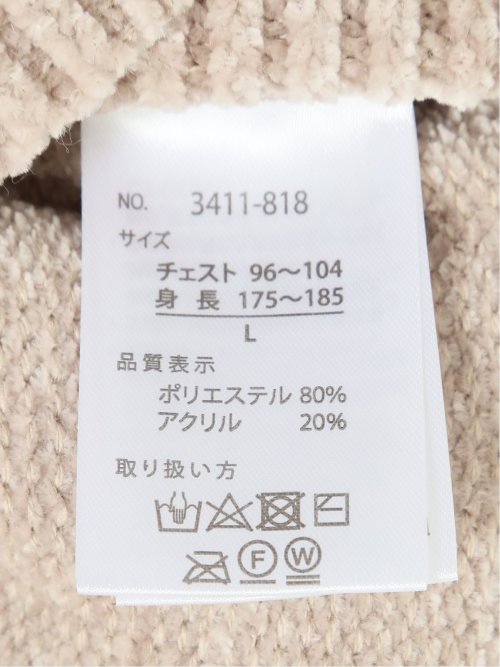 NO. 3411-818
サイズ
チェスト 96〜104
身長 175〜185
L
品質表示
ポリエステル 80%
アクリル 20%
取り扱い方
F W